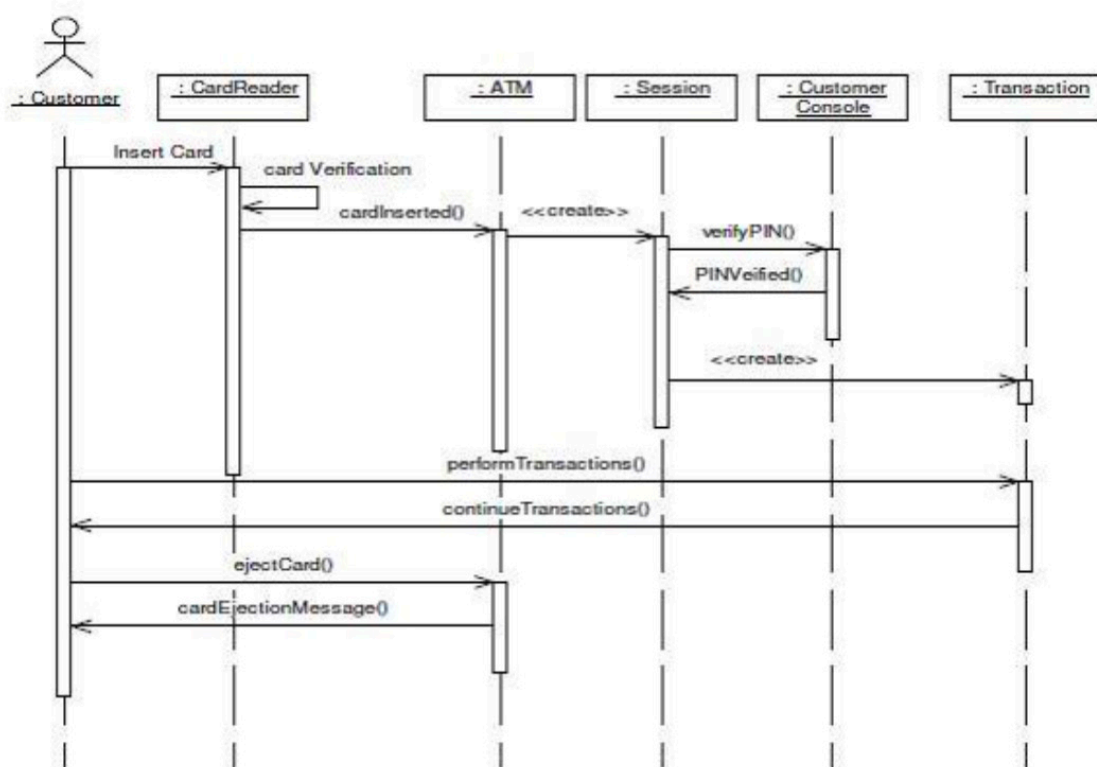 : Customer
: CardReader
: ATM
: Session
: Customer
Console
: Transaction
Insert Card
card Verification
cardInserted()
<<create>>
verifyPIN()
PINVeified()
<<create>>
performTransactions()
continueTransactions()
ejectCard()
cardEjectionMessage()